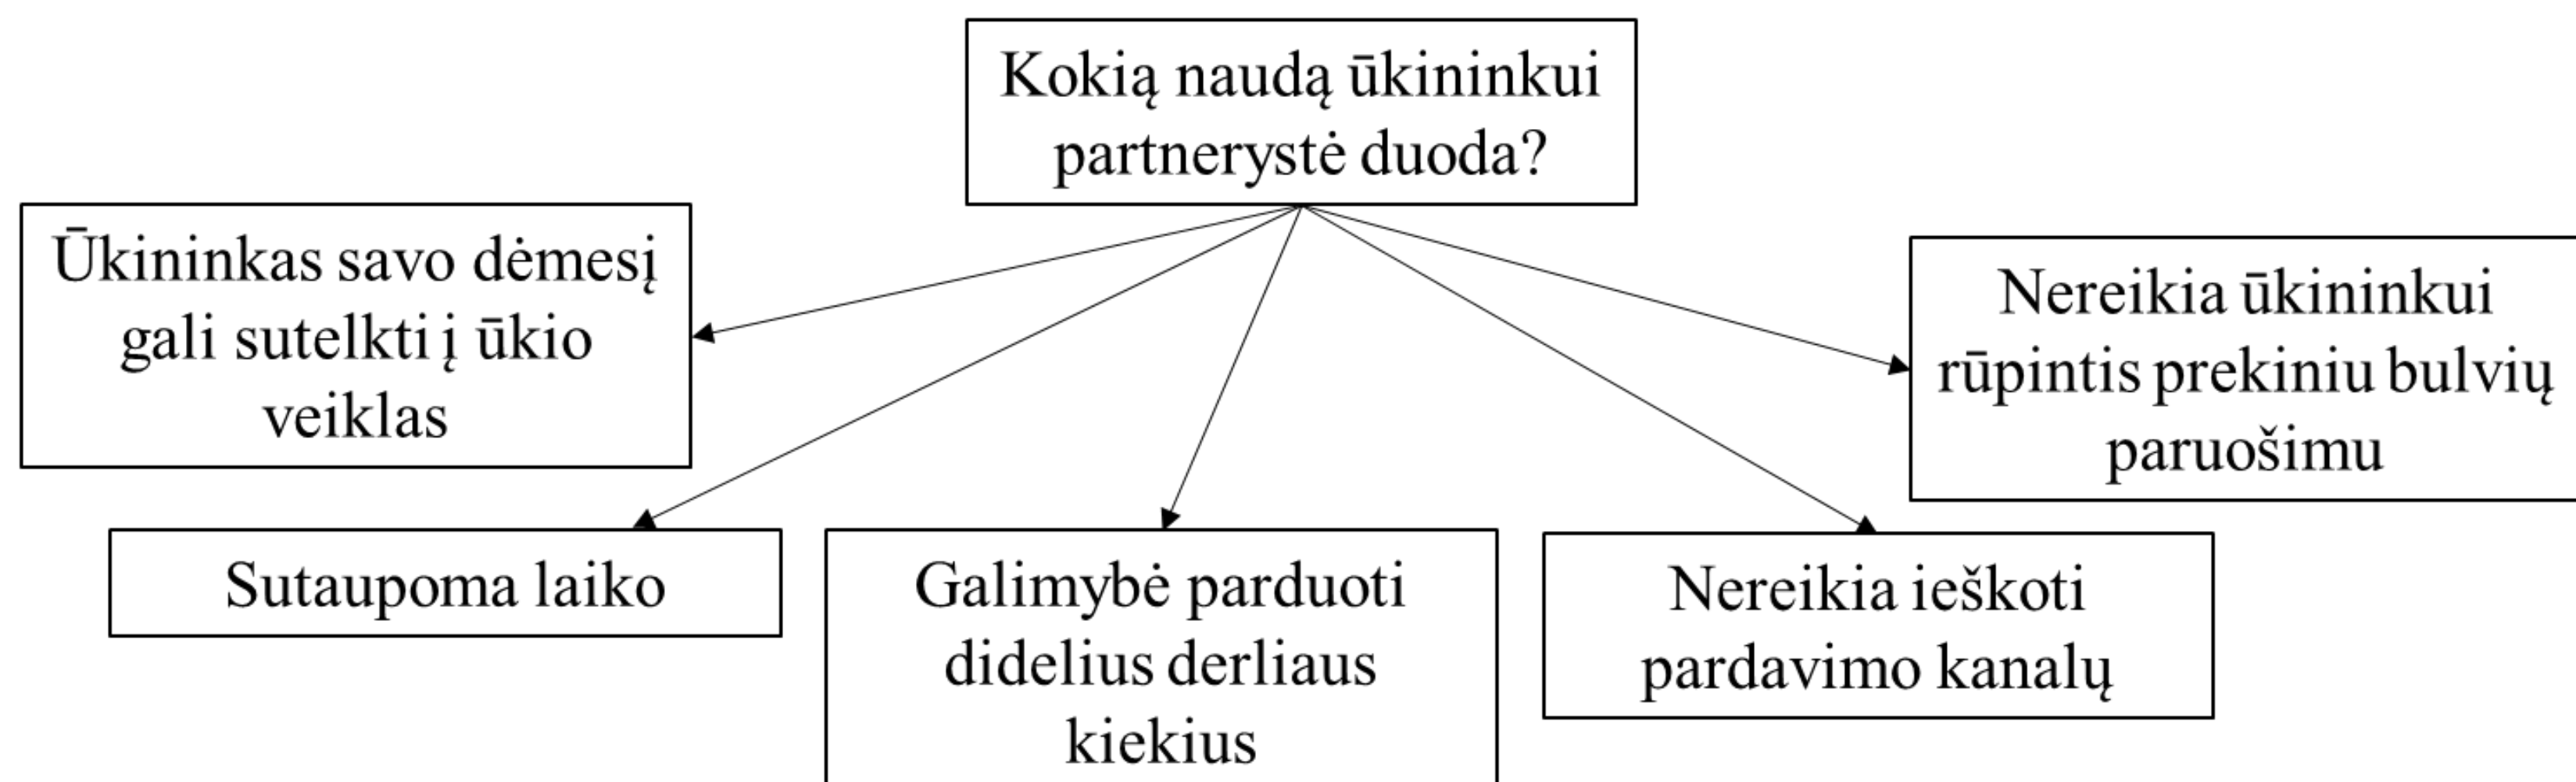 Kokią naudą ūkininkui
partnerystė duoda?
Ūkininkas savo dėmesį
gali sutelkti į ūkio
veiklas
Nereikia ūkininkui
rūpintis prekiniu bulvių
paruošimu
Sutaupoma laiko
Galimybė parduoti
didelius derliaus
kiekius
Nereikia ieškoti
pardavimo kanalų